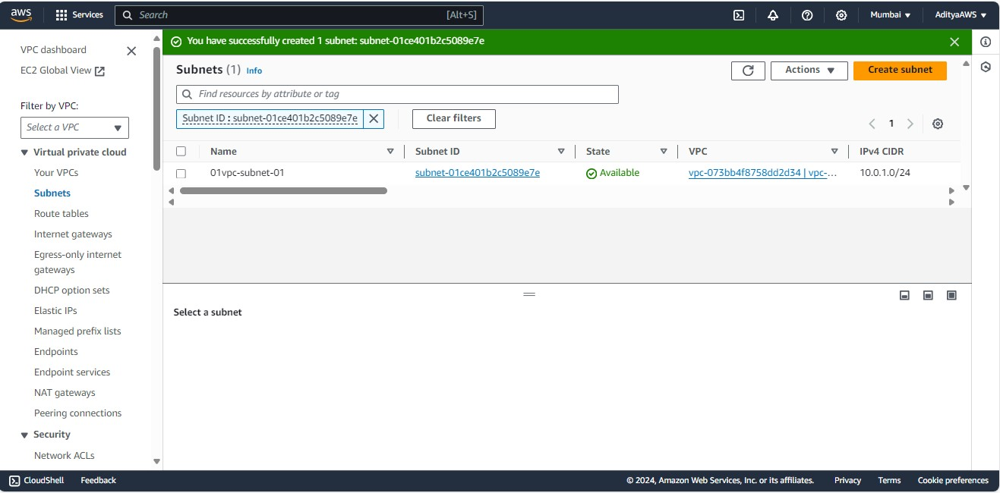 aws Services Search [Alt+S] Mumbai ▼ AdityaAWS ▼
VPC dashboard
EC2 Global View
Filter by VPC:
Select a VPC
Virtual private cloud
Your VPCs
Subnets
Route tables
Internet gateways
Egress-only internet
gateways
DHCP option sets
Elastic IPs
Managed prefix lists
Endpoints
Endpoint services
NAT gateways
Peering connections
Security
Network ACLs
You have successfully created 1 subnet: subnet-01ce401b2c5089e7e
Subnets (1) Info Actions ▼ Create subnet
Find resources by attribute or tag
Subnet ID : subnet-01ce401b2c5089e7e Clear filters 1
Name Subnet ID State VPC IPv4 CIDR
01vpc-subnet-01 subnet-01ce401b2c5089e7e Available vpc-073bb4f8758dd2d34 | vpc-... 10.0.1.0/24
Select a subnet
CloudShell Feedback © 2024, Amazon Web Services, Inc. or its affiliates. Privacy Terms Cookie preferences